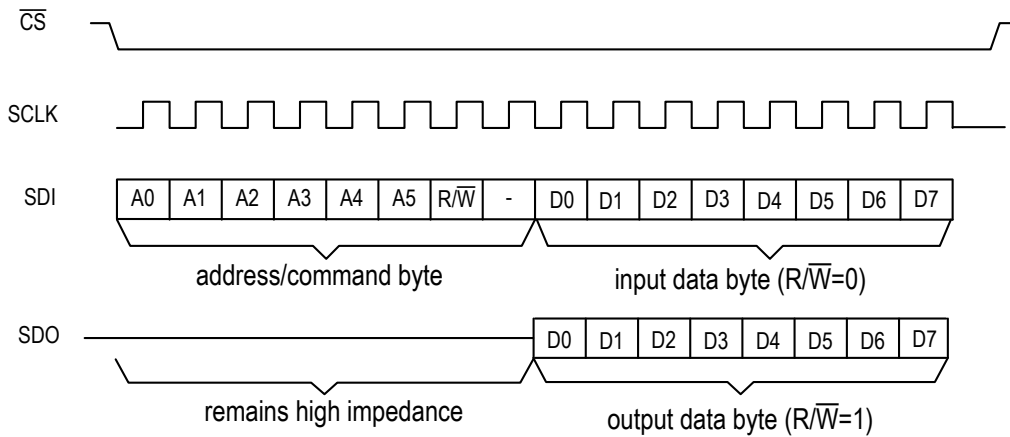 C̅S̅
SCLK
SDI A0 A1 A2 A3 A4 A5 R/W̅ - D0 D1 D2 D3 D4 D5 D6 D7
address/command byte input data byte (R/W̅=0)
SDO D0 D1 D2 D3 D4 D5 D6 D7
remains high impedance output data byte (R/W̅=1)